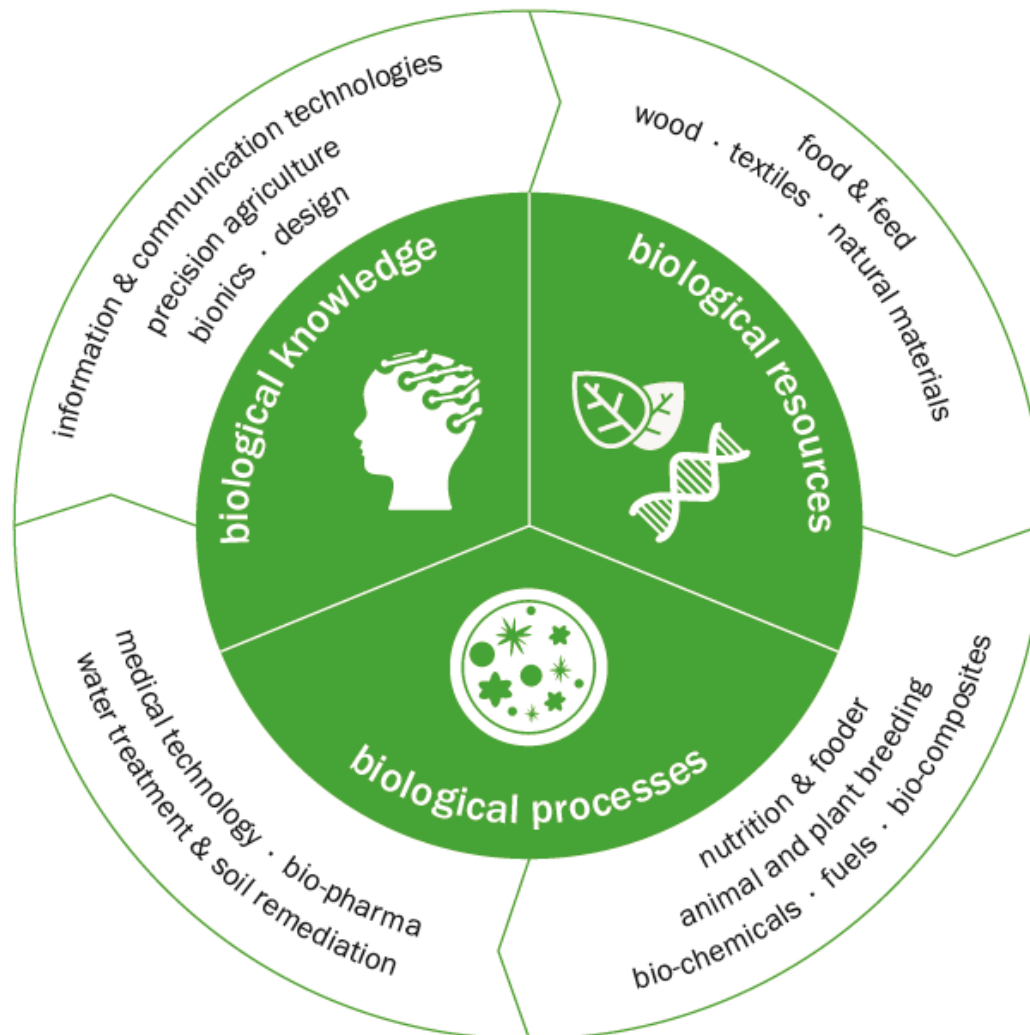 information & communication technologies
precision agriculture
bionics · design
food & feed
wood · textiles · natural materials
biological knowledge
biological resources
biological processes
medical technology · bio-pharma
water treatment & soil remediation
nutrition & fooder
animal and plant breeding
bio-chemicals · fuels · bio-composites